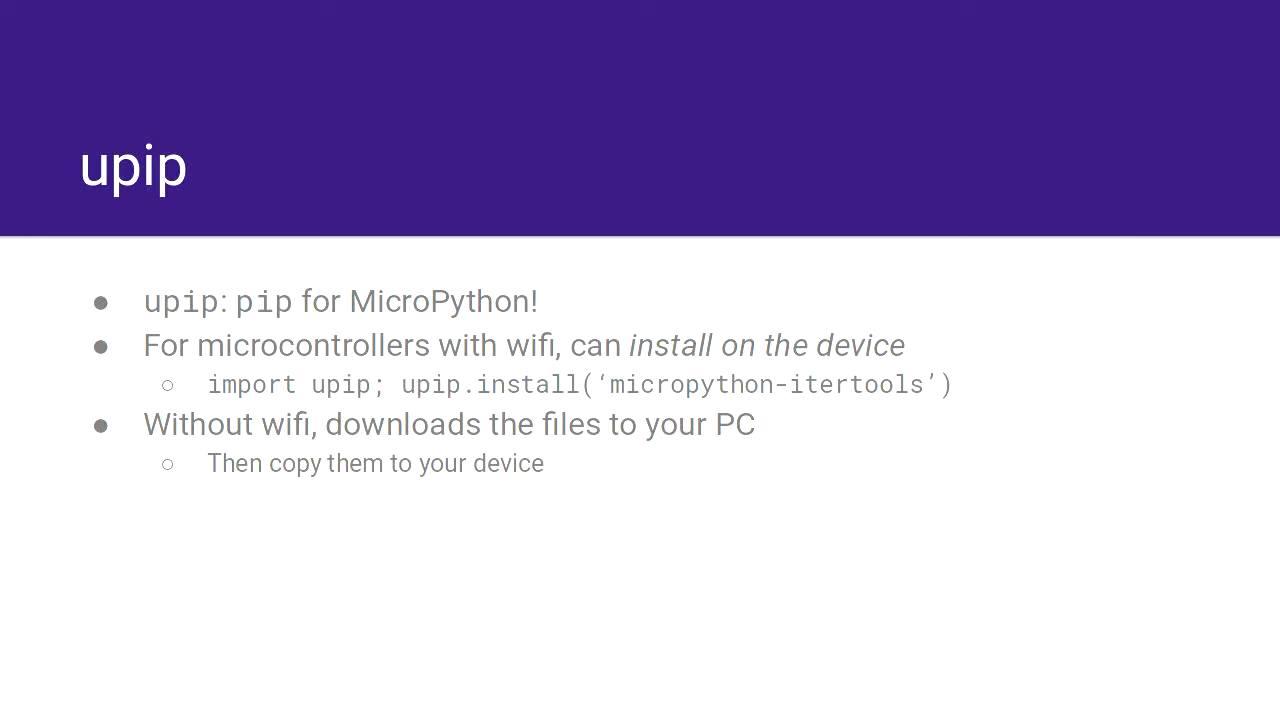 upip
● upip: pip for MicroPython!
● For microcontrollers with wifi, can install on the device
○ import upip; upip.install(‘micropython-itertools’)
● Without wifi, downloads the files to your PC
○ Then copy them to your device